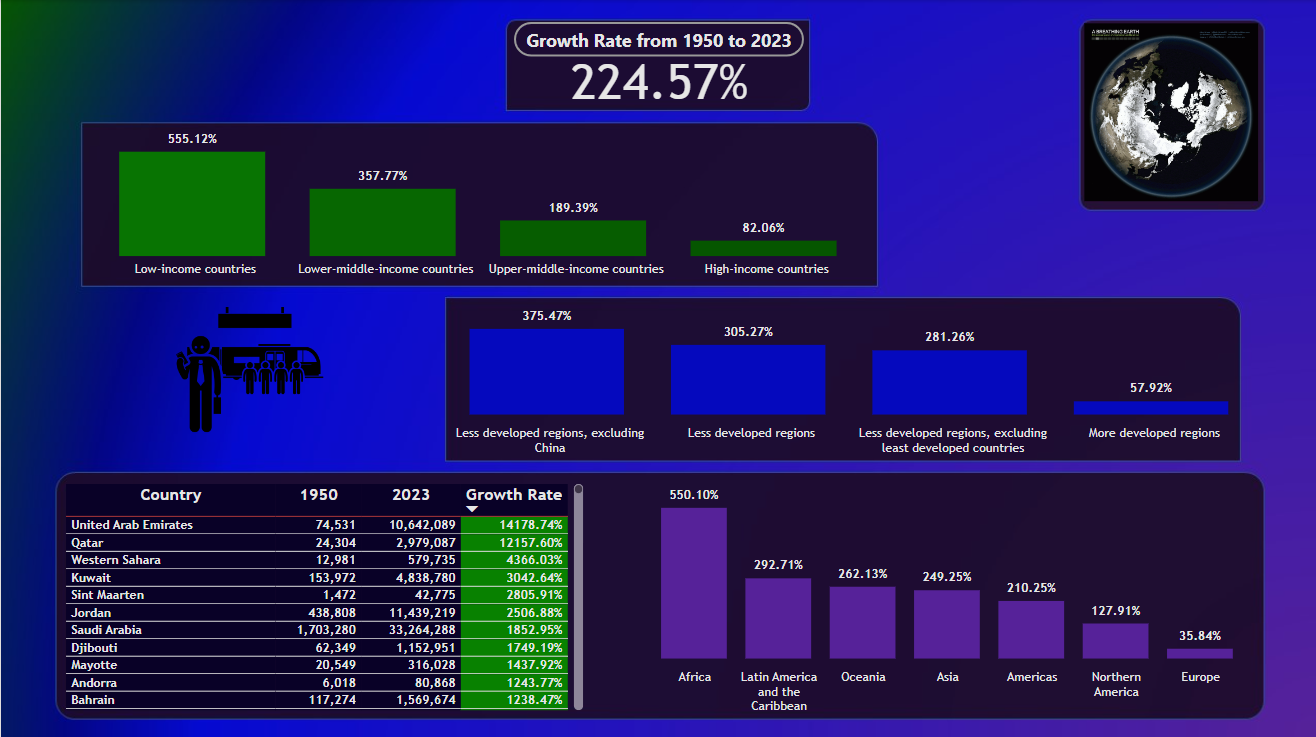 Growth Rate from 1950 to 2023
224.57%
A BREATHING EARTH
555.12%
357.77%
189.39%
82.06%
Low-income countries
Lower-middle-income countries
Upper-middle-income countries
High-income countries
375.47%
305.27%
281.26%
57.92%
Less developed regions, excluding
China
Less developed regions
Less developed regions, excluding
least developed countries
More developed regions
Country 1950 2023 Growth Rate
United Arab Emirates 74,531 10,642,089 14178.74%
Qatar 24,304 2,979,087 12157.60%
Western Sahara 12,981 579,735 4366.03%
Kuwait 153,972 4,838,780 3042.64%
Sint Maarten 1,472 42,775 2805.91%
Jordan 438,808 11,439,219 2506.88%
Saudi Arabia 1,703,280 33,264,288 1852.95%
Djibouti 62,349 1,152,951 1749.19%
Mayotte 20,549 316,028 1437.92%
Andorra 6,018 80,868 1243.77%
Bahrain 117,274 1,569,674 1238.47%
550.10%
292.71%
262.13%
249.25%
210.25%
127.91%
35.84%
Africa
Latin America
and the
Caribbean
Oceania
Asia
Americas
Northern
America
Europe